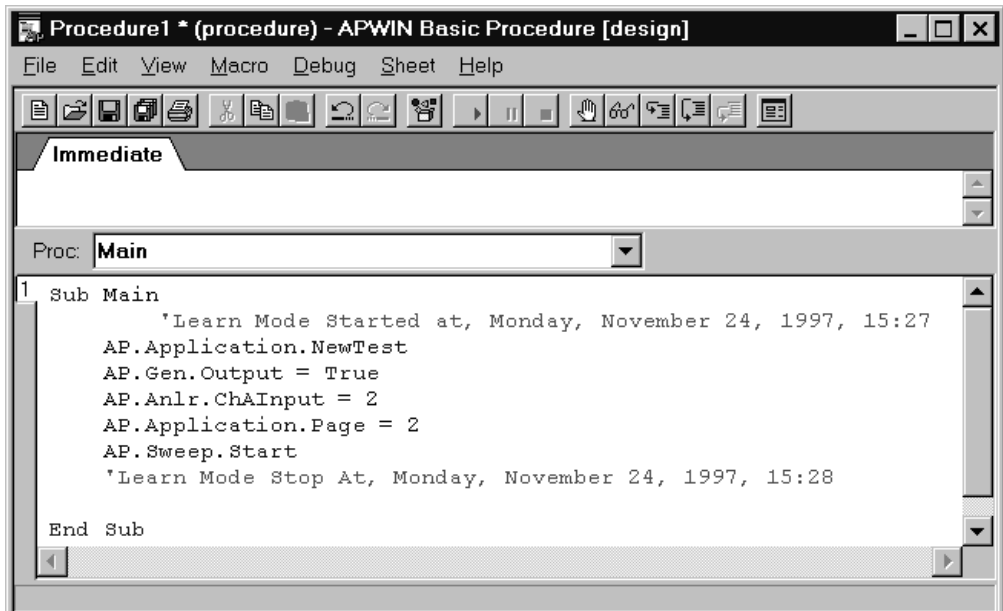 Procedure1 * (procedure) - APWIN Basic Procedure [design]
File Edit View Macro Debug Sheet Help
Immediate
Proc: Main
1
Sub Main
'Learn Mode Started at, Monday, November 24, 1997, 15:27
AP.Application.NewTest
AP.Gen.Output = True
AP.Anlr.ChAInput = 2
AP.Application.Page = 2
AP.Sweep.Start
'Learn Mode Stop At, Monday, November 24, 1997, 15:28
End Sub